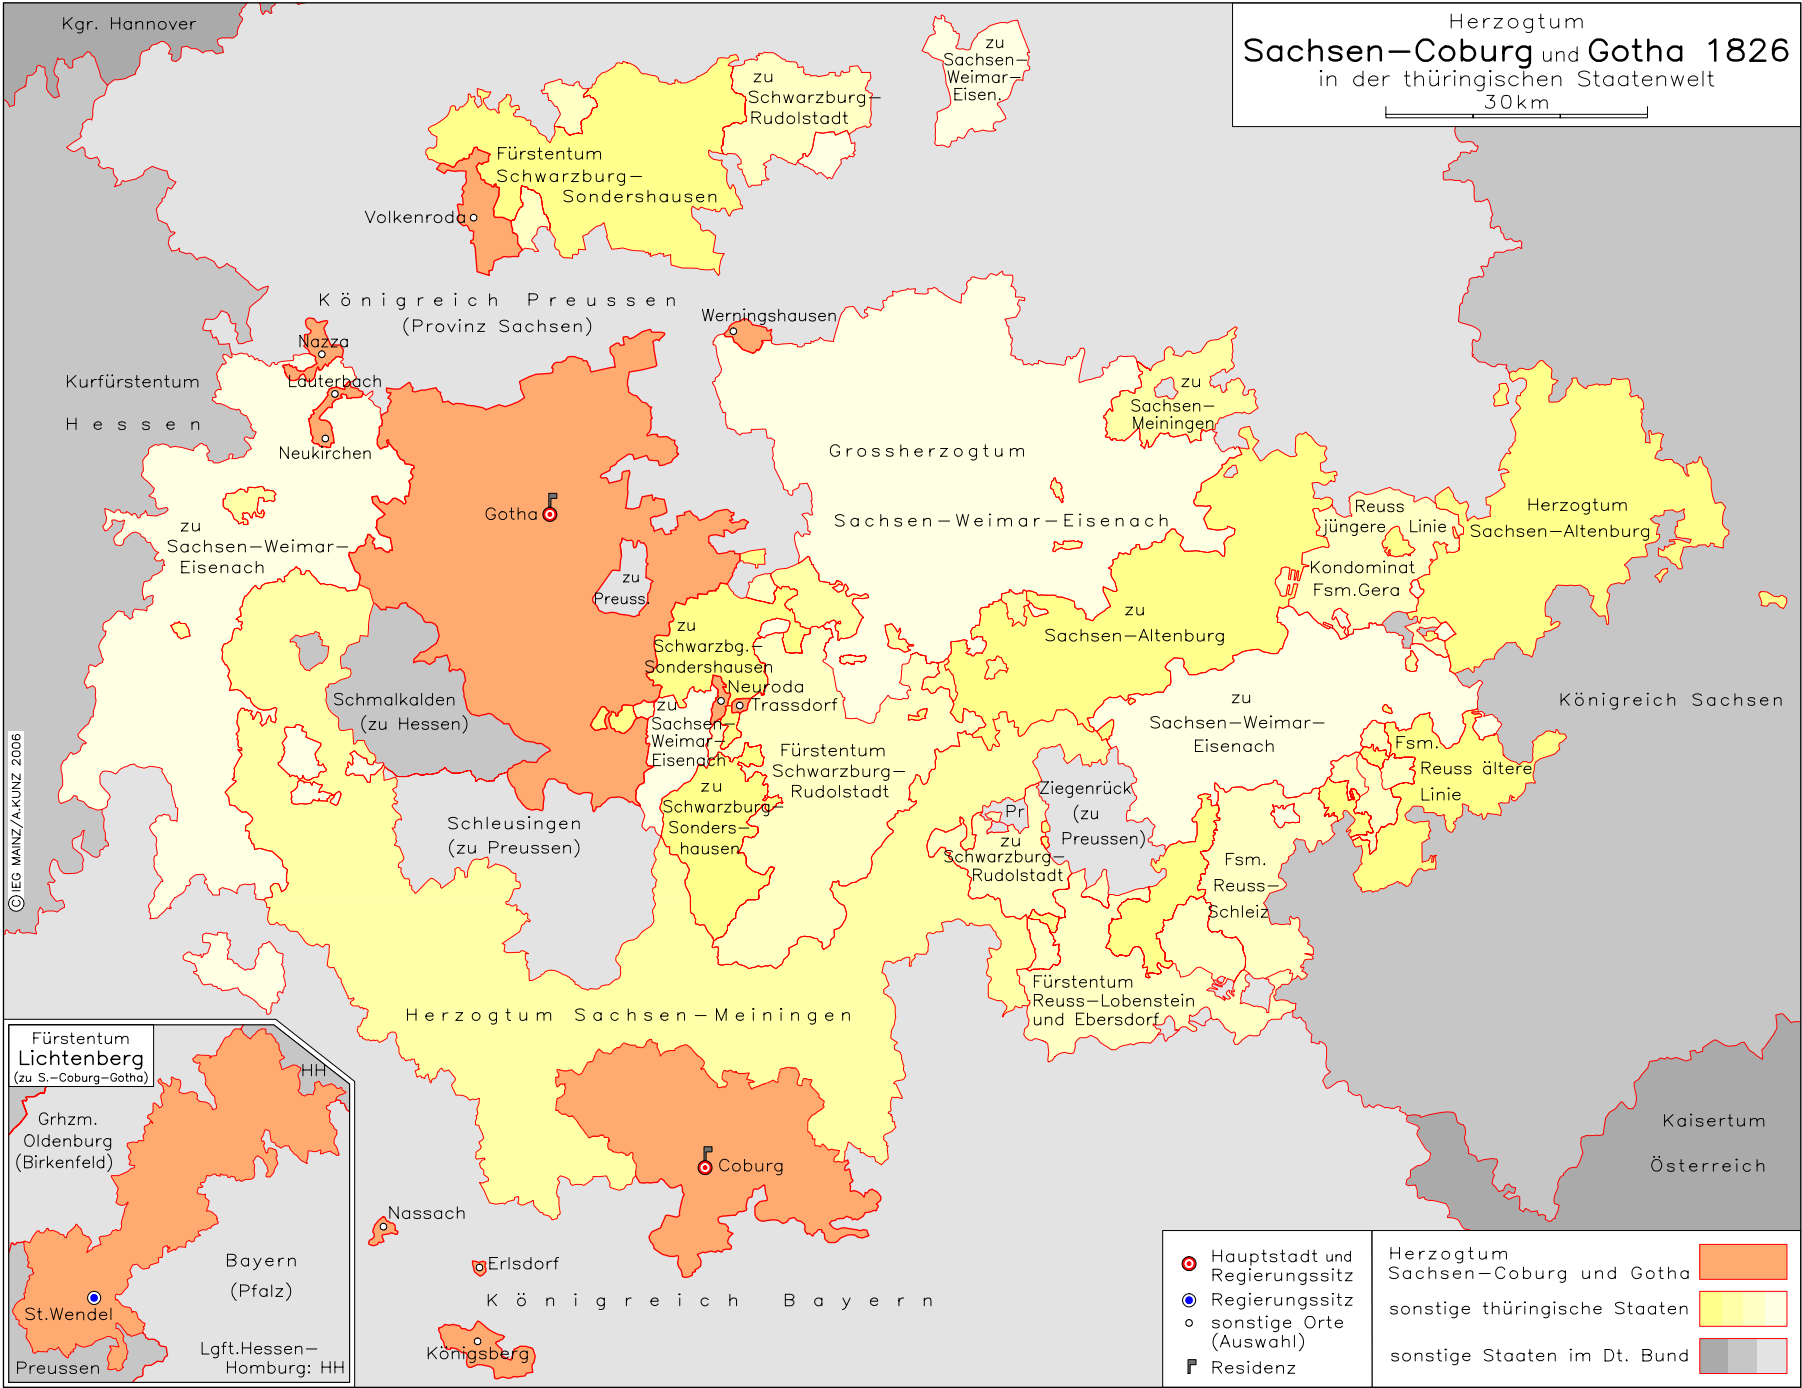 Kgr. Hannover
Herzogtum
Sachsen-Coburg und Gotha 1826
in der thüringischen Staatenwelt
30km
zu
Sachsen-
Weimar-
Eisen.
zu
Schwarzburg-
Rudolstadt
Fürstentum
Schwarzburg-
Sondershausen
Volkenroda
Königreich Preussen
(Provinz Sachsen)
Werningshausen
Nazza
Lauterbach
Neukirchen
Kurfürstentum
Hessen
zu
Sachsen-
Meiningen
Grossherzogtum
Sachsen-Weimar-Eisenach
Gotha
zu
Sachsen-Weimar-
Eisenach
zu
Preuss.
Reuss
jüngere Linie
Kondominat
Fsm.Gera
Herzogtum
Sachsen-Altenburg
zu
Sachsen-Altenburg
zu
Schwarzbg.-
Sondershausen
Neuroda
Trassdorf
Schmalkalden
(zu Hessen)
zu
Sachsen-
Weimar-
Eisenach
Fürstentum
Schwarzburg-
Rudolstadt
zu
Schwarzburg-
Sonders-
hausen
Schleusingen
(zu Preussen)
zu
Sachsen-Weimar-
Eisenach
Königreich Sachsen
Fsm.
Reuss ältere
Linie
Ziegenrück
(zu
Preussen)
Pr
zu
Schwarzburg-
Rudolstadt
Fsm.
Reuss-
Schleiz
Fürstentum
Reuss-Lobenstein
und Ebersdorf
Herzogtum Sachsen-Meiningen
© IEG MAINZ/A.KUNZ 2006
Fürstentum
Lichtenberg
(zu S.-Coburg-Gotha)
HH
Grhzm.
Oldenburg
(Birkenfeld)
Bayern
(Pfalz)
St.Wendel
Preussen
Lgft.Hessen-
Homburg: HH
Coburg
Nassach
Erlsdorf
Königreich Bayern
Königsberg
Kaisertum
Österreich
Hauptstadt und
Regierungssitz
Regierungssitz
sonstige Orte
(Auswahl)
Residenz
Herzogtum
Sachsen-Coburg und Gotha
sonstige thüringische Staaten
sonstige Staaten im Dt. Bund